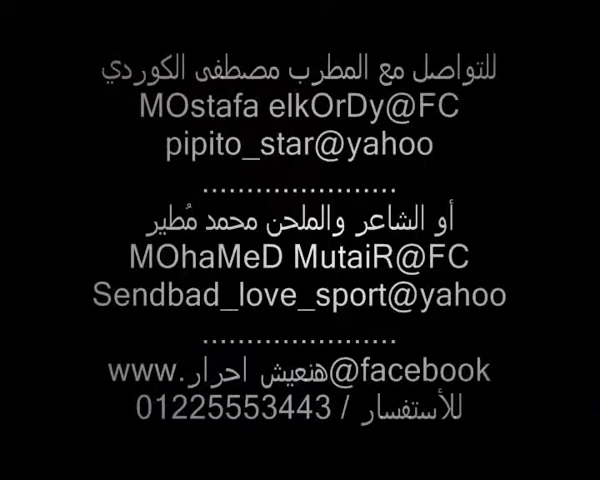 للتواصل مع المطرب مصطفى الكوردي
MOstafa elkOrDy@FC
pipito_star@yahoo
......................
أو الشاعر والملحن محمد مُطير
MOhaMeD MutaiR@FC
Sendbad_love_sport@yahoo
......................
www.هنعيش احرار@facebook
للأستفسار / 01225553443